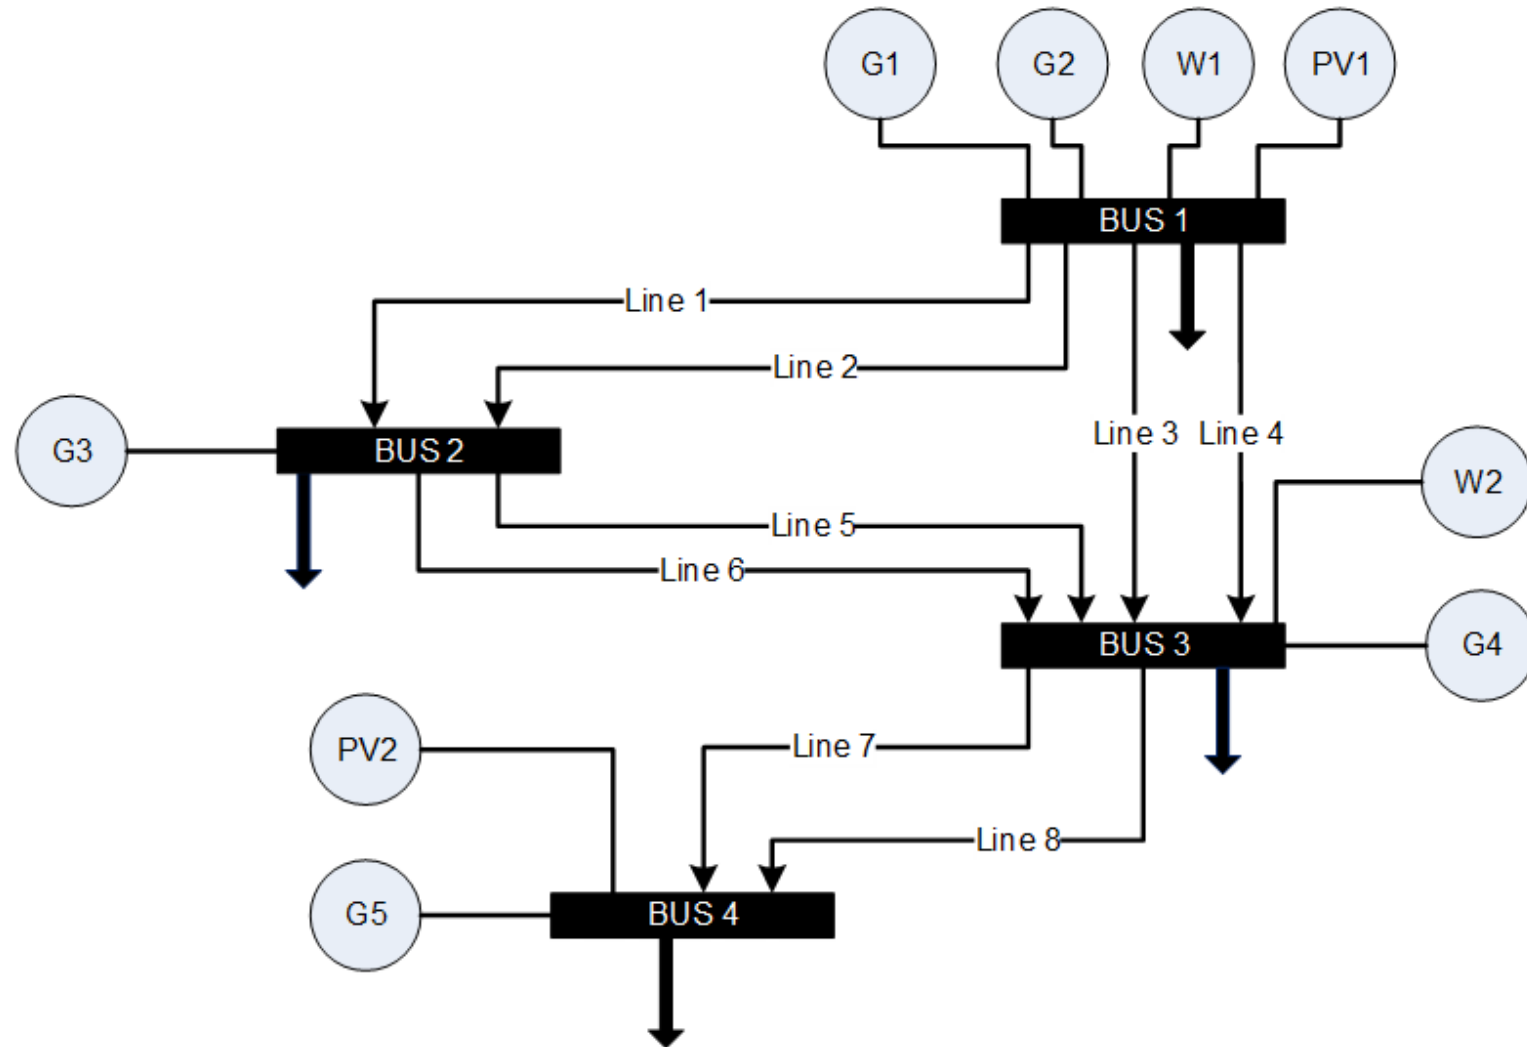 G1
G2
W1
PV1
BUS 1
Line 1
Line 2
Line 3
Line 4
G3
BUS 2
W2
Line 5
Line 6
BUS 3
G4
PV2
Line 7
Line 8
G5
BUS 4